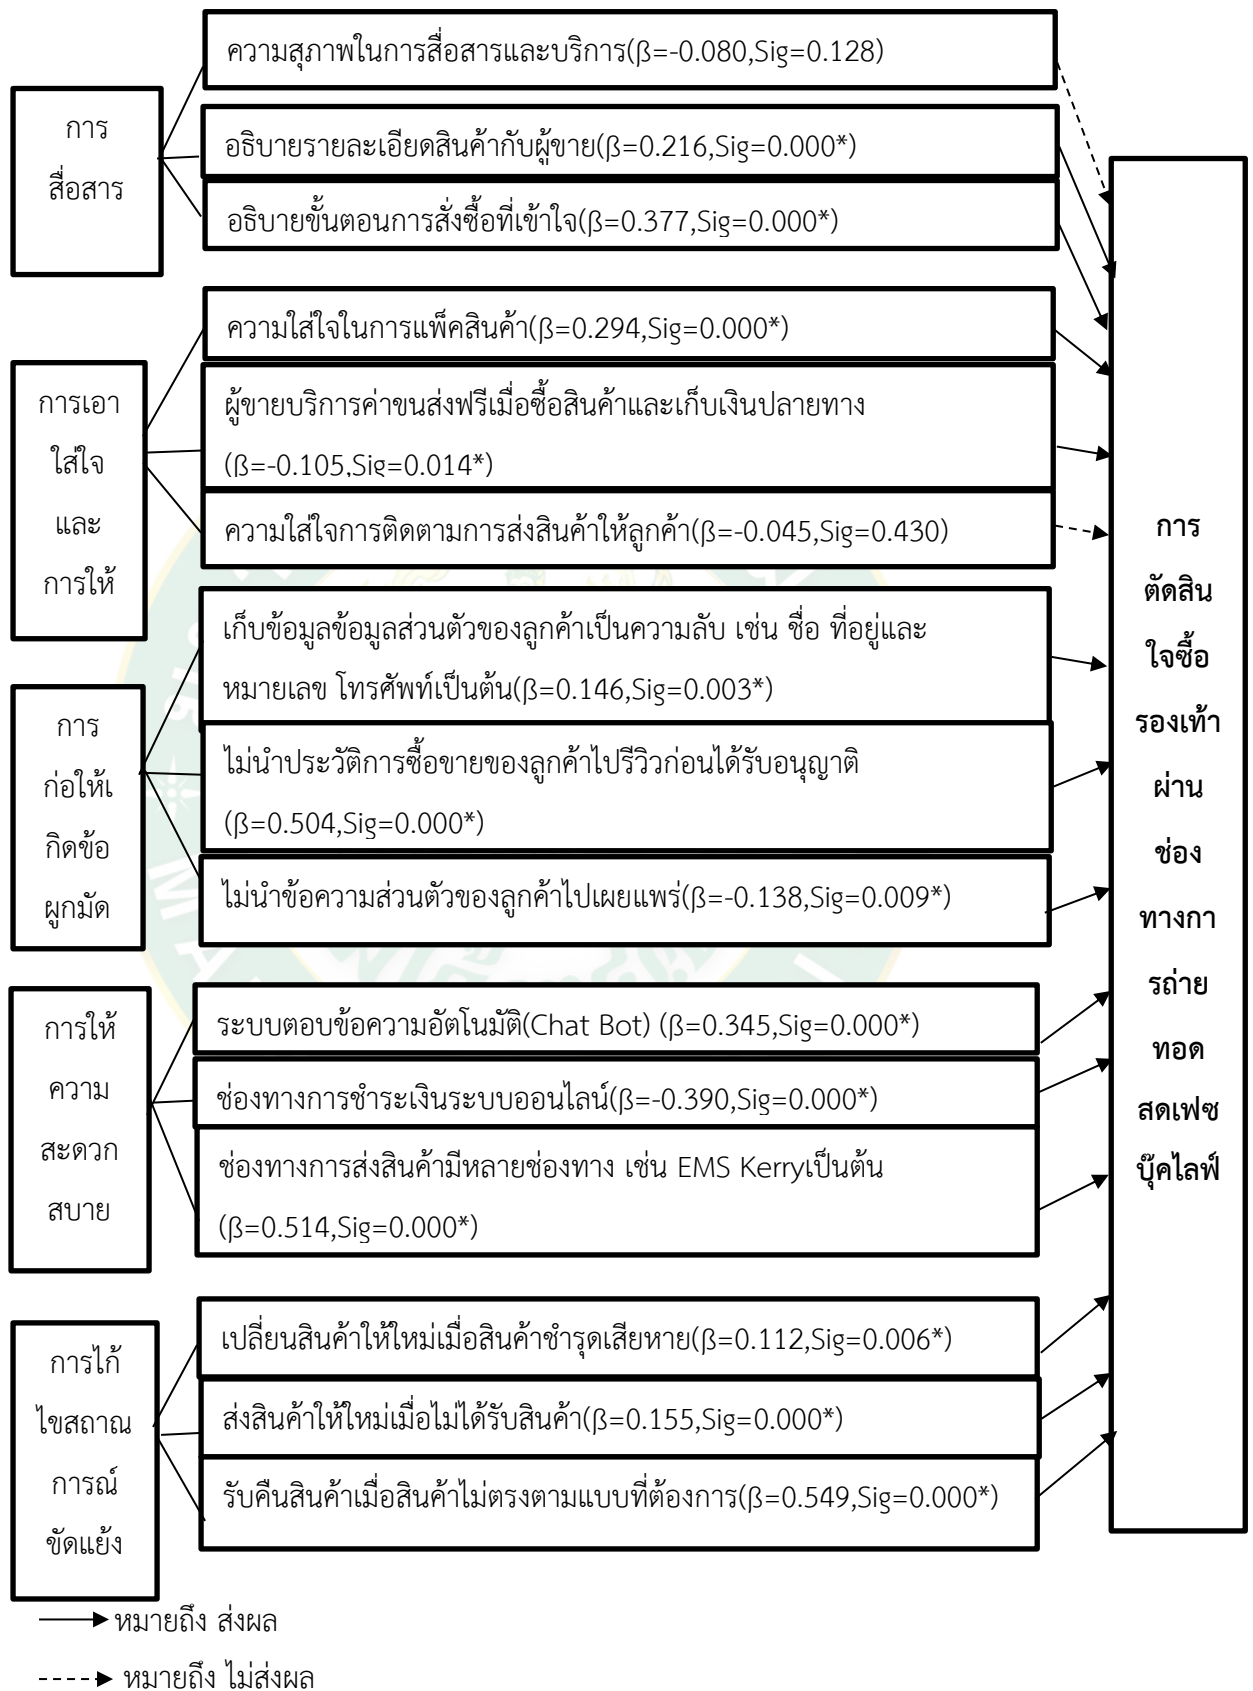 ความสุภาพในการสื่อสารและบริการ(β=-0.080,Sig=0.128)
การ
สื่อสาร
อธิบายรายละเอียดสินค้ากับผู้ขาย(β=0.216,Sig=0.000*)
อธิบายขั้นตอนการสั่งซื้อที่เข้าใจ(β=0.377,Sig=0.000*)
การเอา
ใส่ใจ
และ
การให้
ความใส่ใจในการแพ็คสินค้า(β=0.294,Sig=0.000*)
ผู้ขายบริการค่าขนส่งฟรีเมื่อซื้อสินค้าและเก็บเงินปลายทาง
(β=-0.105,Sig=0.014*)
ความใส่ใจการติดตามการส่งสินค้าให้ลูกค้า(β=-0.045,Sig=0.430)
การ
ก่อให้เ
กิดข้อ
ผูกมัด
เก็บข้อมูลข้อมูลส่วนตัวของลูกค้าเป็นความลับ เช่น ชื่อ ที่อยู่และ
หมายเลข โทรศัพท์เป็นต้น(β=0.146,Sig=0.003*)
ไม่นำประวัติการซื้อขายของลูกค้าไปรีวิวก่อนได้รับอนุญาติ
(β=0.504,Sig=0.000*)
ไม่นำข้อความส่วนตัวของลูกค้าไปเผยแพร่(β=-0.138,Sig=0.009*)
การให้
ความ
สะดวก
สบาย
ระบบตอบข้อความอัตโนมัติ(Chat Bot) (β=0.345,Sig=0.000*)
ช่องทางการชำระเงินระบบออนไลน์(β=-0.390,Sig=0.000*)
ช่องทางการส่งสินค้ามีหลายช่องทาง เช่น EMS Kerryเป็นต้น
(β=0.514,Sig=0.000*)
การไก้
ไขสถาณ
การณ์
ขัดแย้ง
เปลี่ยนสินค้าให้ใหม่เมื่อสินค้าชำรุดเสียหาย(β=0.112,Sig=0.006*)
ส่งสินค้าให้ใหม่เมื่อไม่ได้รับสินค้า(β=0.155,Sig=0.000*)
รับคืนสินค้าเมื่อสินค้าไม่ตรงตามแบบที่ต้องการ(β=0.549,Sig=0.000*)
การ
ตัดสิน
ใจซื้อ
รองเท้า
ผ่าน
ช่อง
ทางกา
รถ่าย
ทอด
สดเฟซ
บุ๊คไลฟ์
หมายถึง ส่งผล
หมายถึง ไม่ส่งผล